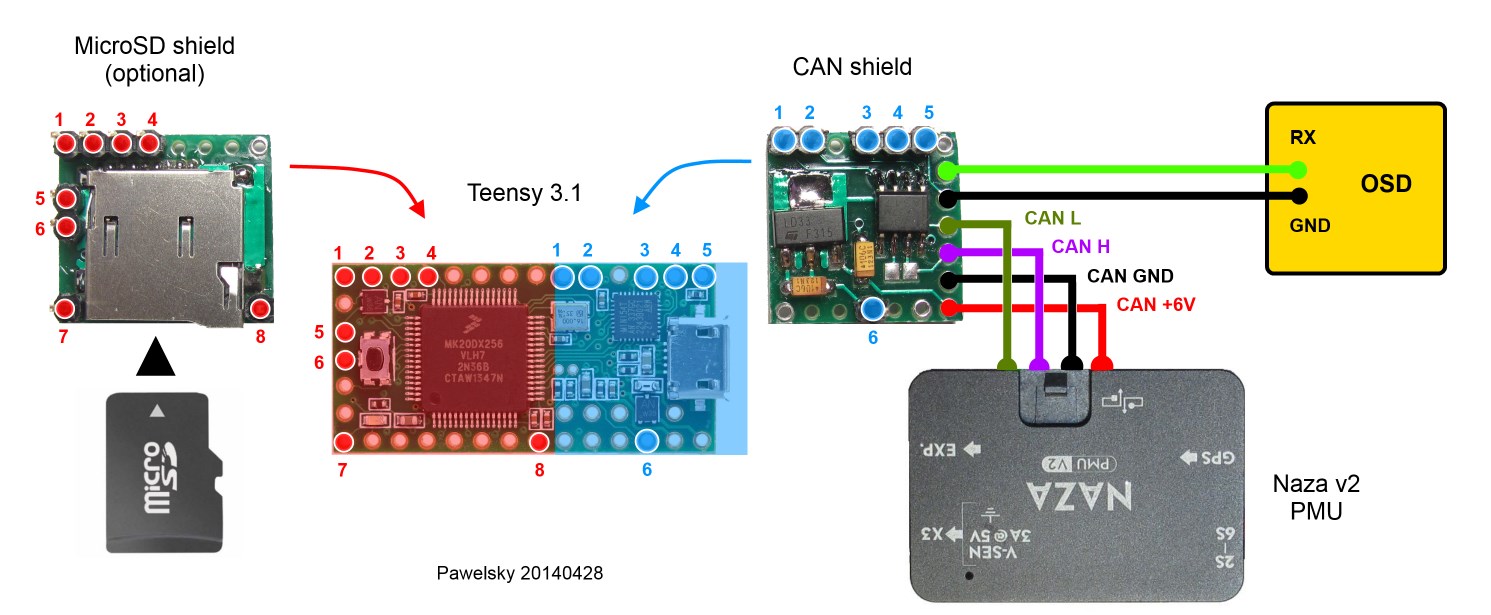 MicroSD shield
(optional)
1 2 3 4
5
6
7 8
micro
SD
Teensy 3.1
1 2 3 4 1 2 3 4 5
5
6
7 8 6
MK20DX256
VLH7
2N36B
CTAW1347N
Pawelsky 20140428
CAN shield
1 2 3 4 5
6
LD33
F315
CAN L
CAN H
CAN GND
CAN +6V
RX
OSD
GND
EXP.
GPS
PMU V2
NAZA
X3
V-SEN
3A@5V
6S
2S
Naza v2
PMU